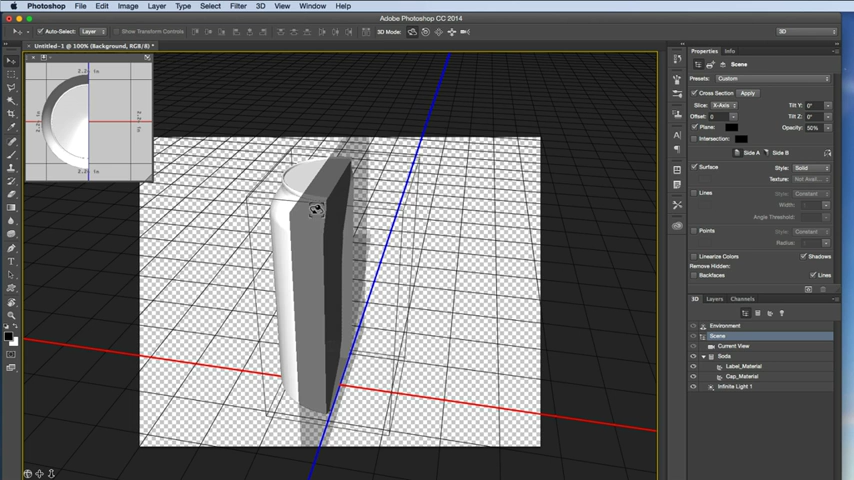 Photoshop File Edit Image Layer Type Select Filter 3D View Window Help
Adobe Photoshop CC 2014
Auto-Select: Layer Show Transform Controls 3D Mode: 3D
Untitled-1 @ 100% (Background, RGB/8) *
Properties Info
Scene
Presets: Custom
Cross Section Apply
Slice: X-Axis Tilt Y: 0°
Offset: 0 Tilt Z: 0°
Plane: Opacity: 50%
Intersection:
Side A Side B
Surface Style: Solid
Texture: Not Avai...
Lines Style: Constant
Width:
Angle Threshold:
Points Style: Constant
Radius:
Linearize Colors Shadows
Remove Hidden:
Backfaces Lines
3D Layers Channels
Environment
Scene
Current View
Soda
Label_Material
Cap_Material
Infinite Light 1